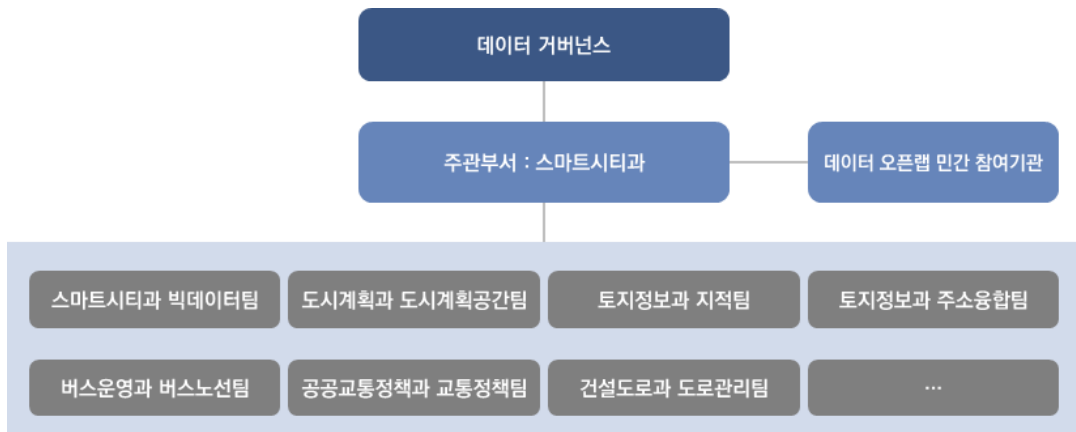 데이터 거버넌스
주관부서 : 스마트시티과
데이터 오픈랩 민간 참여기관
스마트시티과 빅데이터팀
도시계획과 도시계획공간팀
토지정보과 지적팀
토지정보과 주소융합팀
버스운영과 버스노선팀
공공교통정책과 교통정책팀
건설도로과 도로관리팀
…